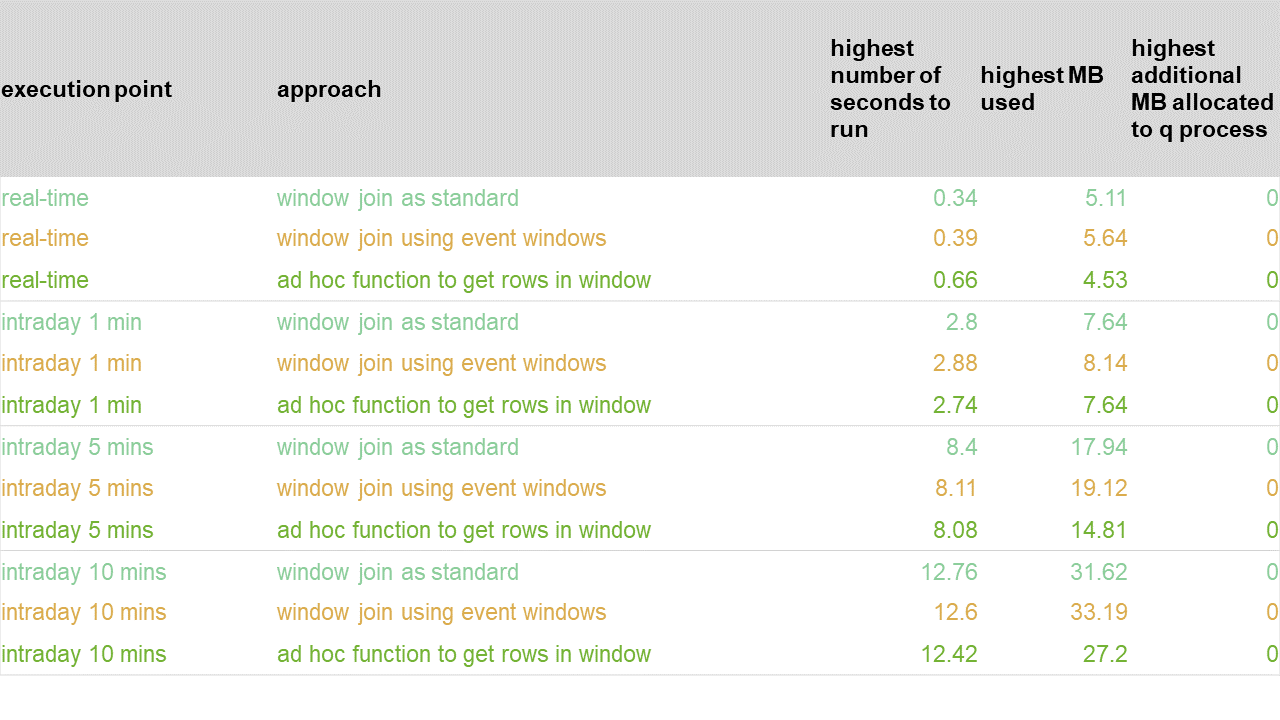 execution point approach highest number of seconds to run highest MB used highest additional MB allocated to q process
real-time window join as standard 0.34 5.11 0
real-time window join using event windows 0.39 5.64 0
real-time ad hoc function to get rows in window 0.66 4.53 0
intraday 1 min window join as standard 2.8 7.64 0
intraday 1 min window join using event windows 2.88 8.14 0
intraday 1 min ad hoc function to get rows in window 2.74 7.64 0
intraday 5 mins window join as standard 8.4 17.94 0
intraday 5 mins window join using event windows 8.11 19.12 0
intraday 5 mins ad hoc function to get rows in window 8.08 14.81 0
intraday 10 mins window join as standard 12.76 31.62 0
intraday 10 mins window join using event windows 12.6 33.19 0
intraday 10 mins ad hoc function to get rows in window 12.42 27.2 0